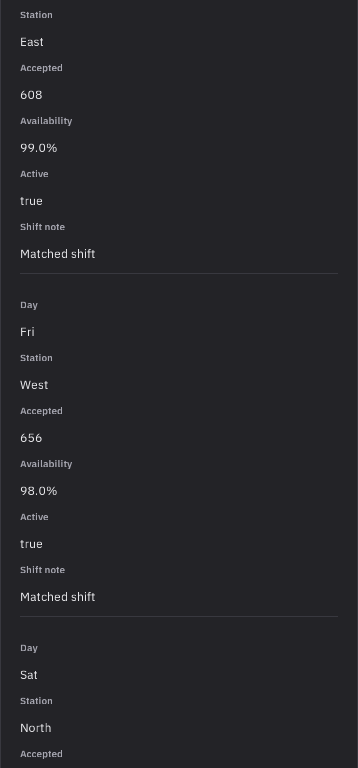 Station
East
Accepted
608
Availability
99.0%
Active
true
Shift note
Matched shift
Day
Fri
Station
West
Accepted
656
Availability
98.0%
Active
true
Shift note
Matched shift
Day
Sat
Station
North
Accepted